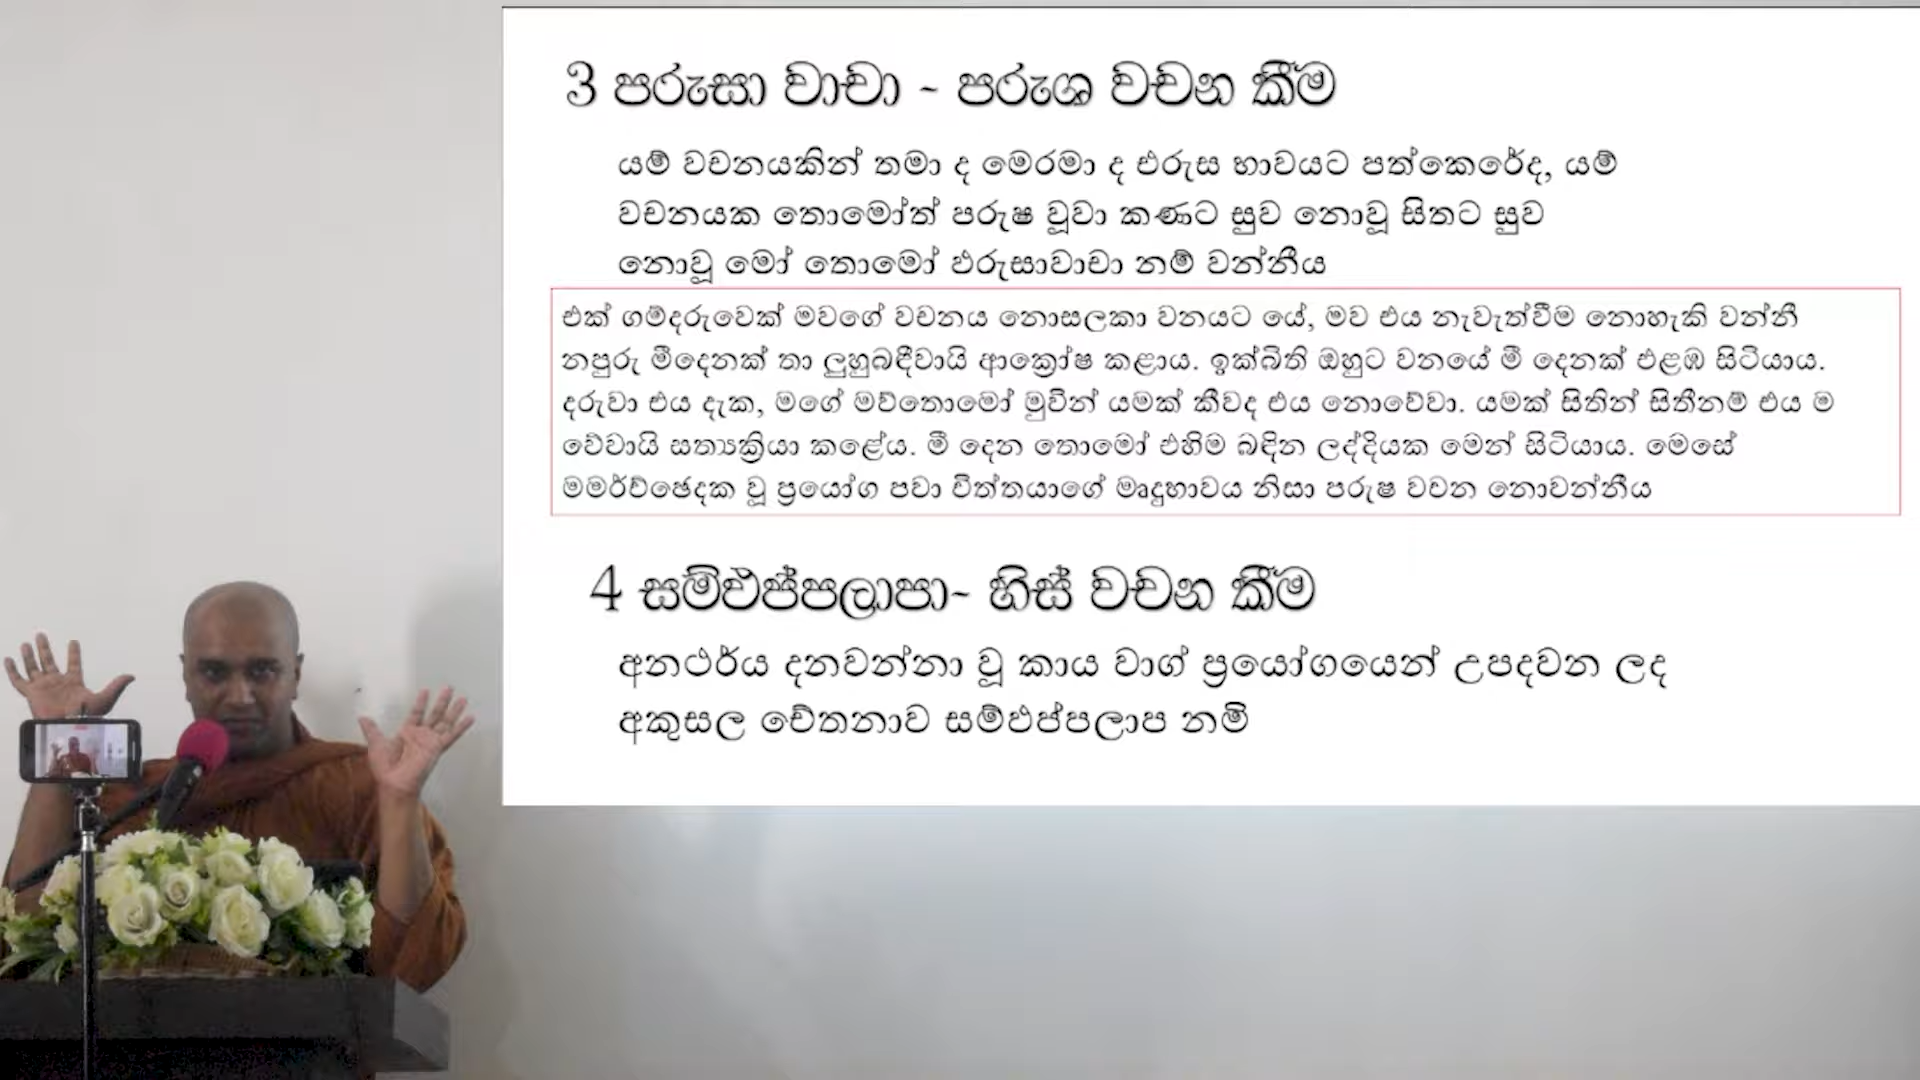 3 පරුසා වාචා - පරුශ වචන කීම
යම් වචනයකින් තමා ද මෙරමා ද එරුස භාවයට පත්කෙරේද, යම්
වචනයක තොමෝත් පරුෂ වූවා කණට සුව නොවූ සිතට සුව
නොවූ මෝ තොමෝ ඵරුසාවාචා නම් වන්නීය
එක් ගම්දරුවෙක් මවගේ වචනය නොසලකා වනයට යේ, මව එය නැවැත්වීම නොහැකි වන්නී
නපුරු මීදෙනක් තා ලුහුබඳීවායි ආක්‍රෝෂ කළාය. ඉක්බිති ඔහුට වනයේ මී දෙනක් එළඹ සිටියාය.
දරුවා එය දැක, මගේ මව්තොමෝ මුවින් යමක් කීවද එය නොවේවා. යමක් සිතින් සිතීනම් එය ම
වේවායි සත්‍යක්‍රියා කළේය. මී දෙන තොමෝ එහිම බඳින ලද්දියක මෙන් සිටියාය. මෙසේ
මමර්ච්ඡෙදක වූ ප්‍රයෝග පවා චිත්තයාගේ මෘදුභාවය නිසා පරුෂ වචන නොවන්නීය
4 සම්ඵප්පලාපා- හිස් වචන කීම
අනථර්ය දනවන්නා වූ කාය වාග් ප්‍රයෝගයෙන් උපදවන ලද
අකුසල චේතනාව සම්ඵප්පලාප නමි